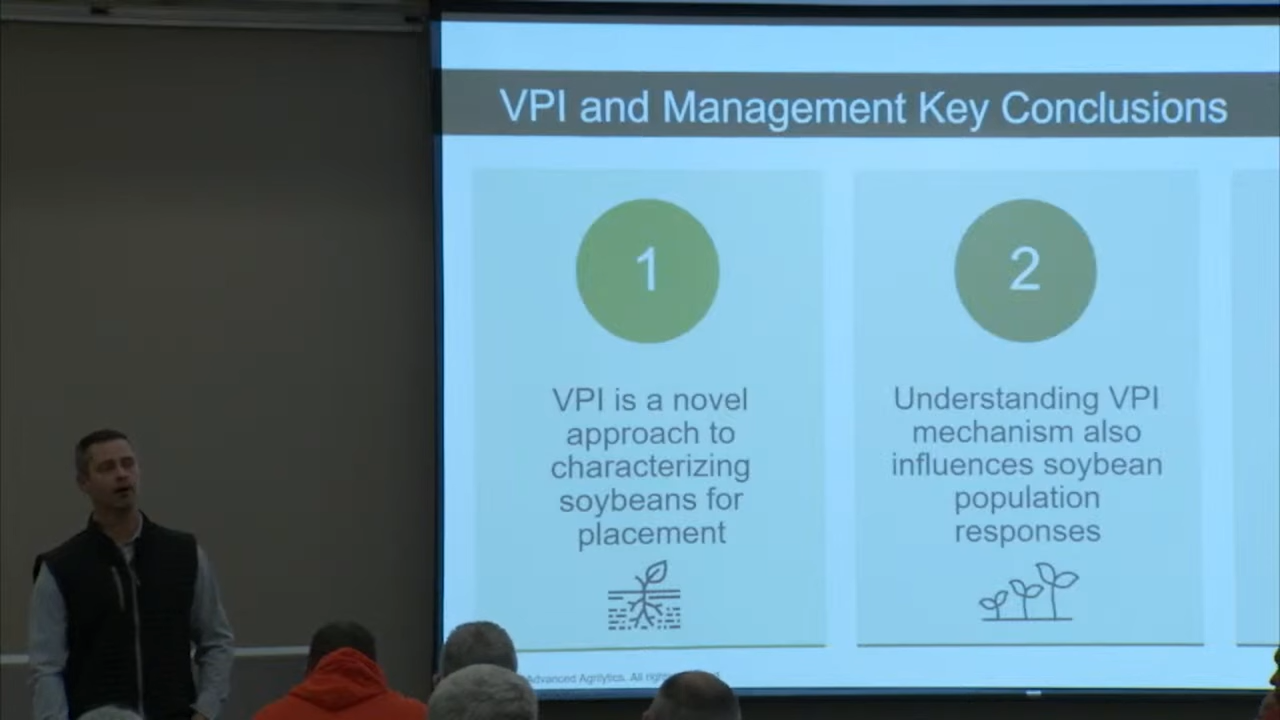 VPI and Management Key Conclusions
1
VPI is a novel
approach to
characterizing
soybeans for
placement
2
Understanding VPI
mechanism also
influences soybean
population
responses
Advanced Agrilytics. All